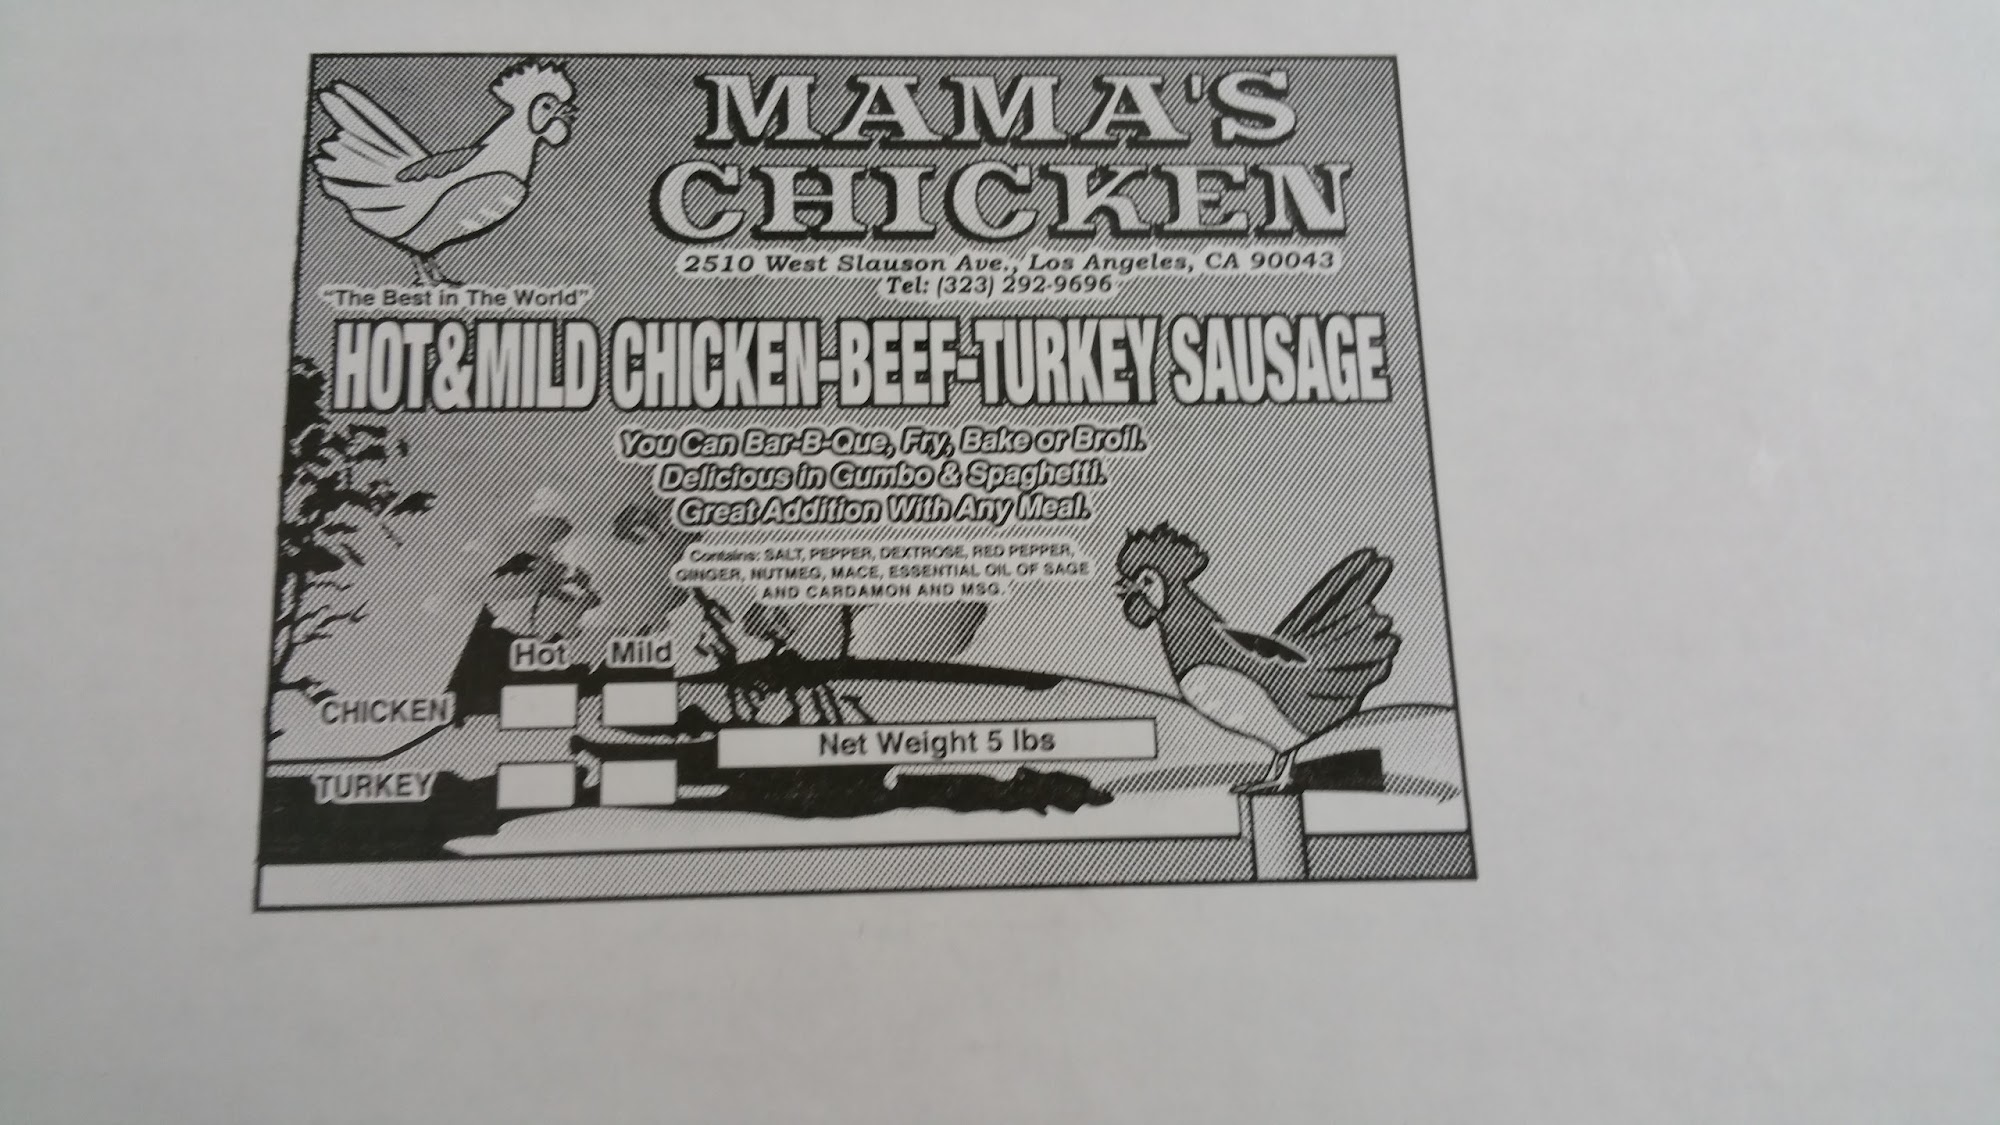 MAMA'S
CHICKEN
2510 West Slauson Ave., Los Angeles, CA 90043
Tel: (323) 292-9696
"The Best in The World"
HOT&MILD CHICKEN-BEEF-TURKEY SAUSAGE
You Can Bar-B-Que, Fry, Bake or Broil.
Delicious in Gumbo & Spaghetti.
Great Addition With Any Meal.
Contains: SALT, PEPPER, DEXTROSE, RED PEPPER,
GINGER, NUTMEG, MACE, ESSENTIAL OIL OF SAGE
AND CARDAMON AND MSG.
Hot Mild
CHICKEN
Net Weight 5 lbs
TURKEY